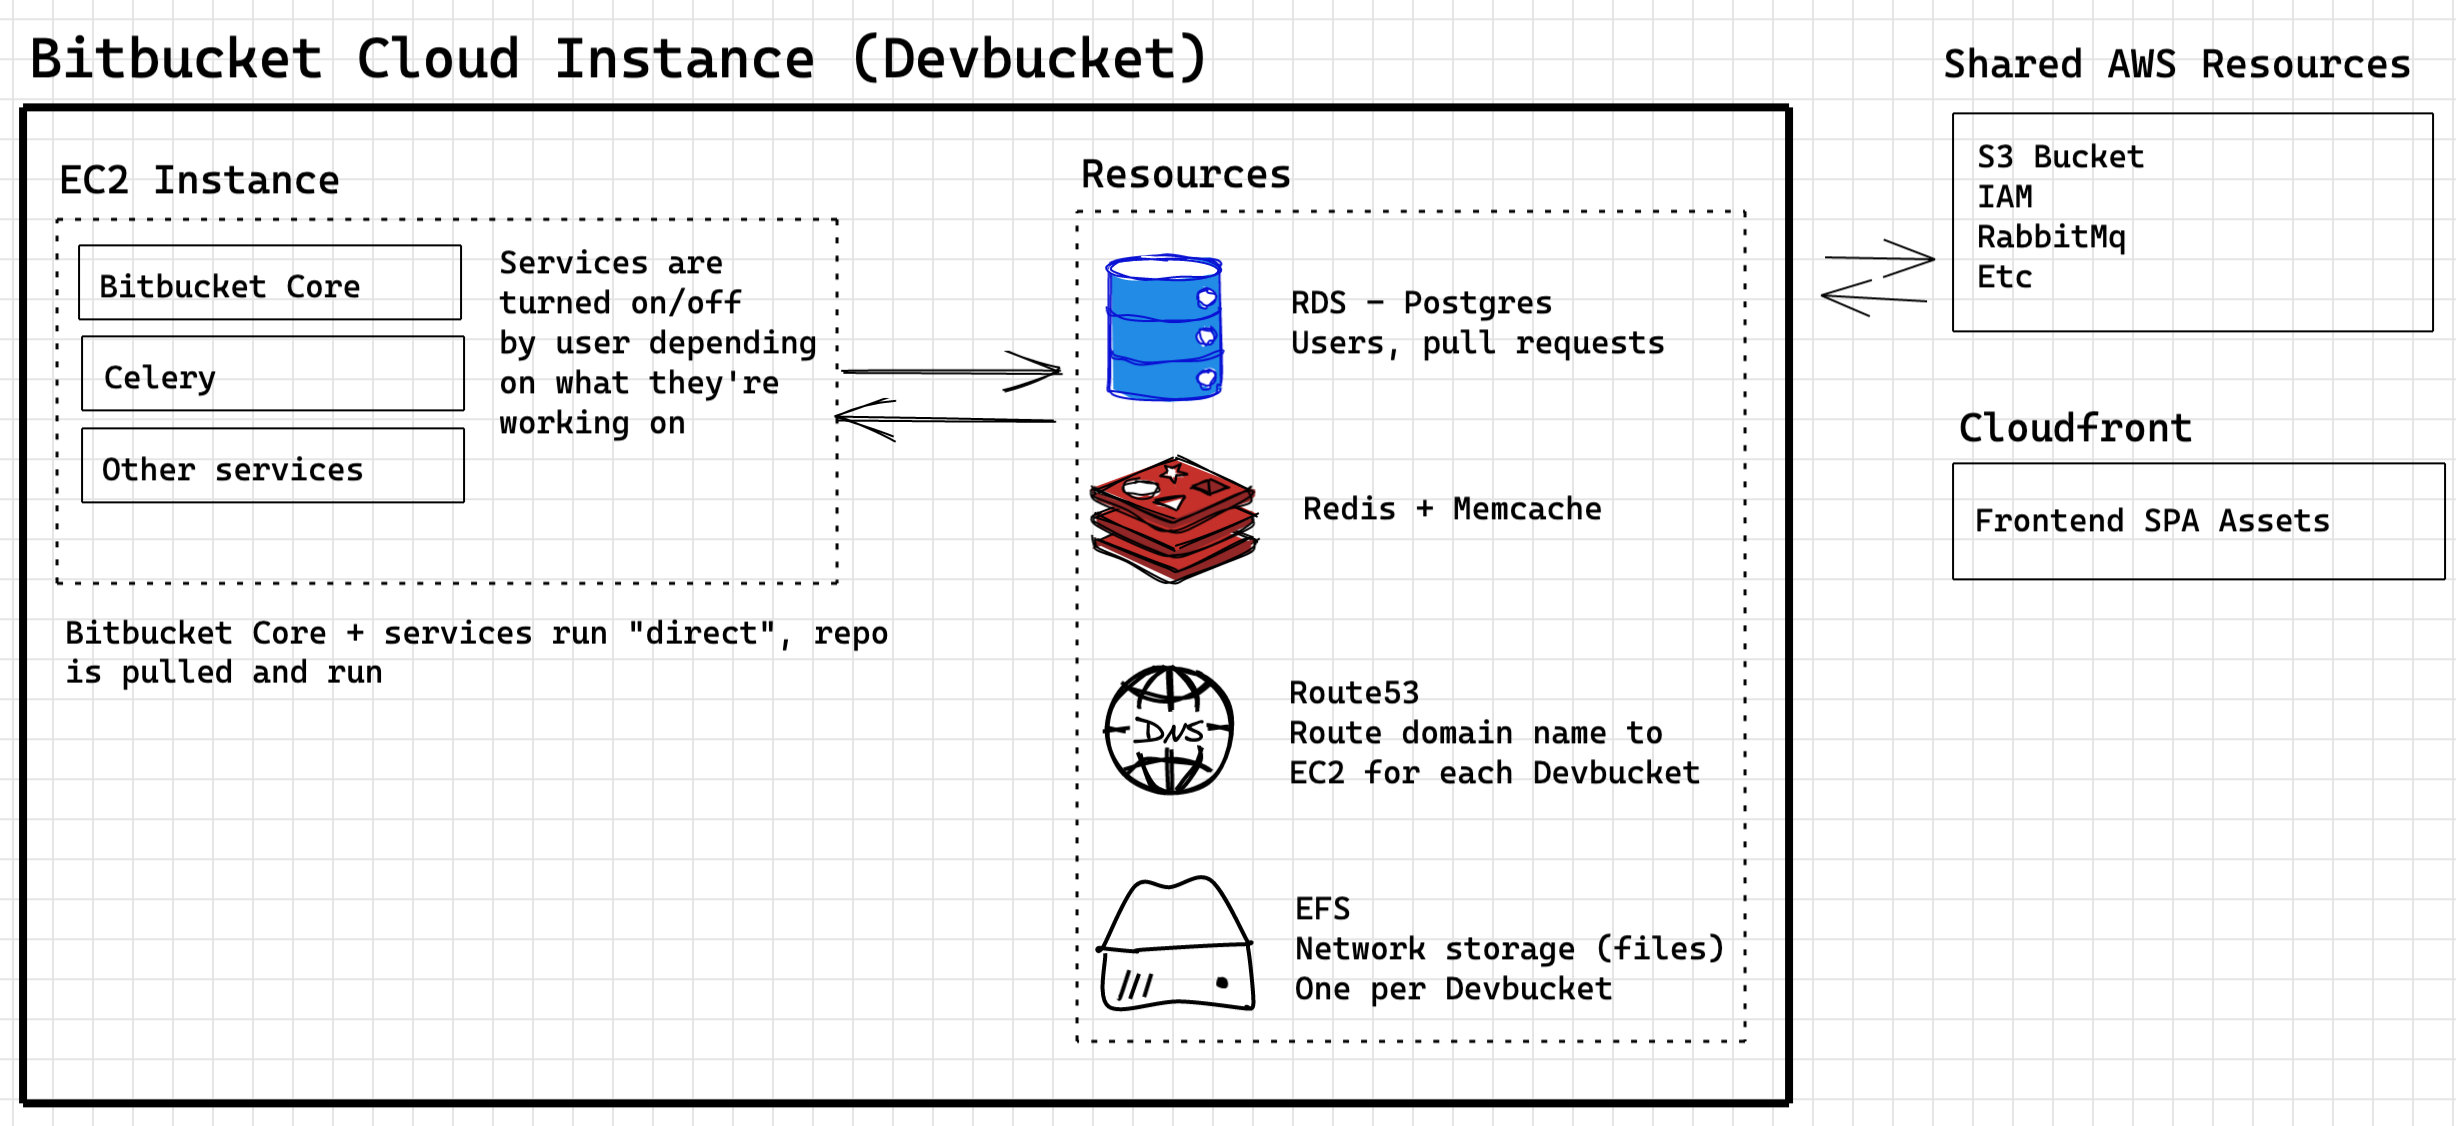 Bitbucket Cloud Instance (Devbucket)
EC2 Instance
Bitbucket Core
Celery
Other services
Services are
turned on/off
by user depending
on what they're
working on
Bitbucket Core + services run "direct", repo
is pulled and run
Resources
RDS - Postgres
Users, pull requests
Redis + Memcache
DNS
Route53
Route domain name to
EC2 for each Devbucket
EFS
Network storage (files)
One per Devbucket
Shared AWS Resources
S3 Bucket
IAM
RabbitMq
Etc
Cloudfront
Frontend SPA Assets